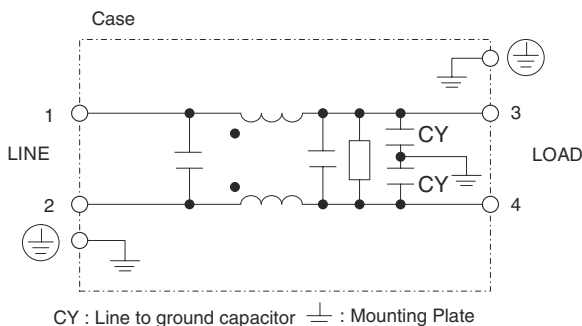 Case
1
3
CY
LINE
LOAD
CY
2
4
CY : Line to ground capacitor : Mounting Plate